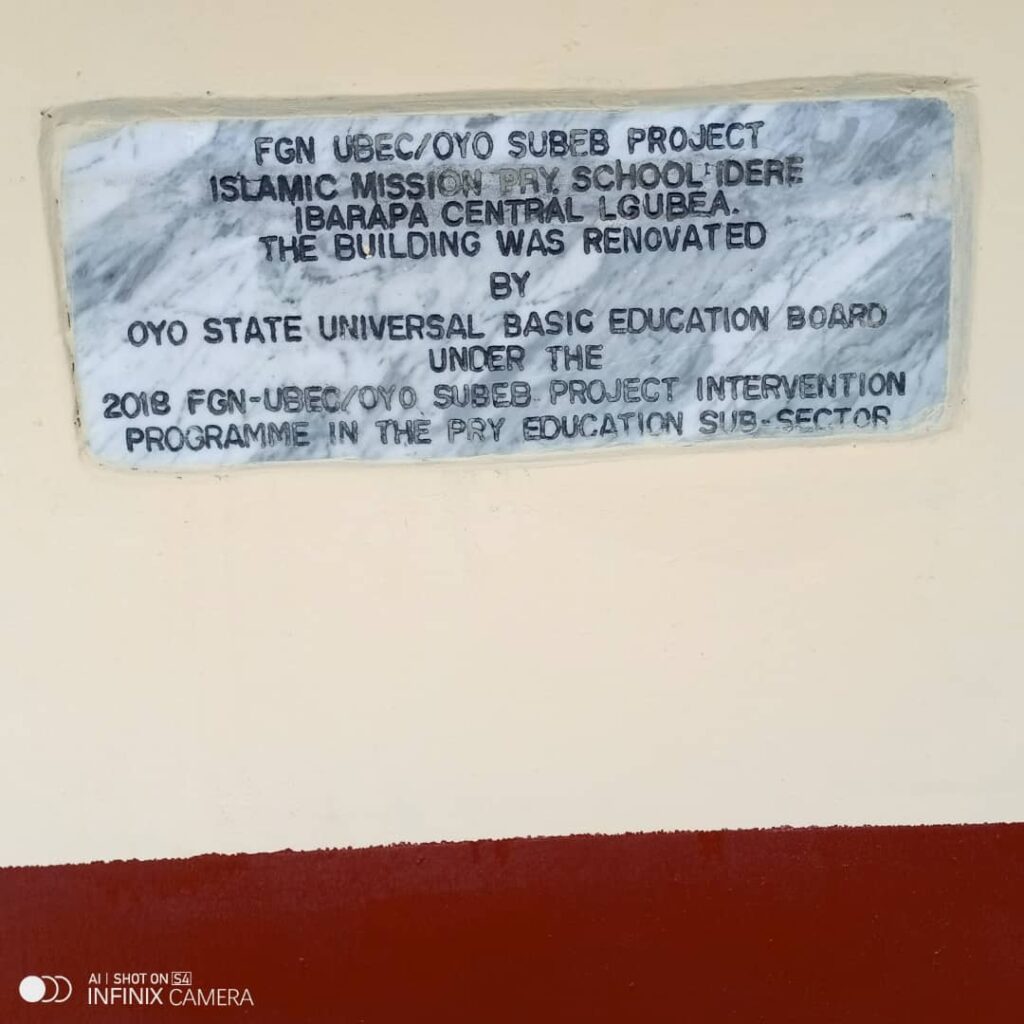 FGN UBEC/OYO SUBEB PROJECT
ISLAMIC MISSION PRY SCHOOL IDERE
IBARAPA CENTRAL LGUBEA.
THE BUILDING WAS RENOVATED
BY
OYO STATE UNIVERSAL BASIC EDUCATION BOARD
UNDER THE
2018 FGN-UBEC/OYO SUBEB PROJECT INTERVENTION
PROGRAMME IN THE PRY EDUCATION SUB-SECTOR
AI | SHOT ON S4
INFINIX CAMERA